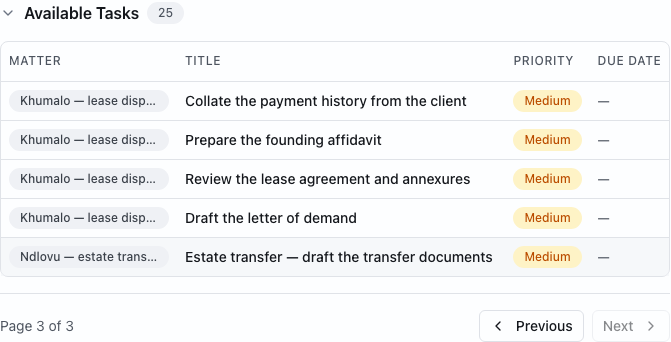 Available Tasks 25
MATTER TITLE PRIORITY DUE DATE
Khumalo — lease disp... Collate the payment history from the client Medium —
Khumalo — lease disp... Prepare the founding affidavit Medium —
Khumalo — lease disp... Review the lease agreement and annexures Medium —
Khumalo — lease disp... Draft the letter of demand Medium —
Ndlovu — estate trans... Estate transfer — draft the transfer documents Medium —
Page 3 of 3 Previous Next